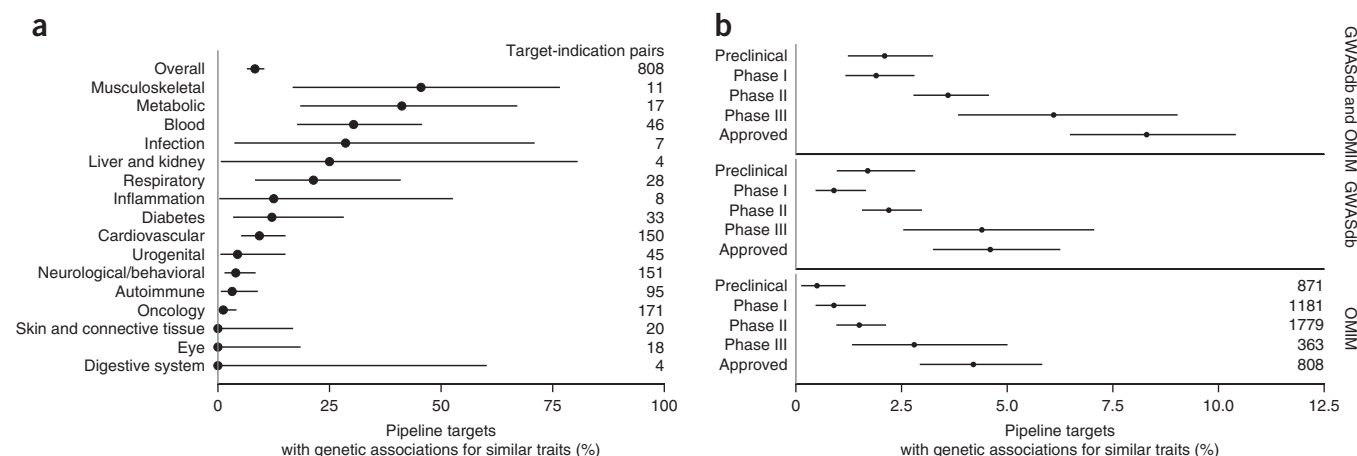 a
Target-indication pairs
Overall 808
Musculoskeletal 11
Metabolic 17
Blood 46
Infection 7
Liver and kidney 4
Respiratory 28
Inflammation 8
Diabetes 33
Cardiovascular 150
Urogenital 45
Neurological/behavioral 151
Autoimmune 95
Oncology 171
Skin and connective tissue 20
Eye 18
Digestive system 4
0 25 50 75 100
Pipeline targets
with genetic associations for similar traits (%)
b
Preclinical
Phase I
Phase II
Phase III
Approved
GWASdb and OMIM
Preclinical
Phase I
Phase II
Phase III
Approved
GWASdb
Preclinical 871
Phase I 1181
Phase II 1779
Phase III 363
Approved 808
OMIM
0 2.5 5.0 7.5 10.0 12.5
Pipeline targets
with genetic associations for similar traits (%)